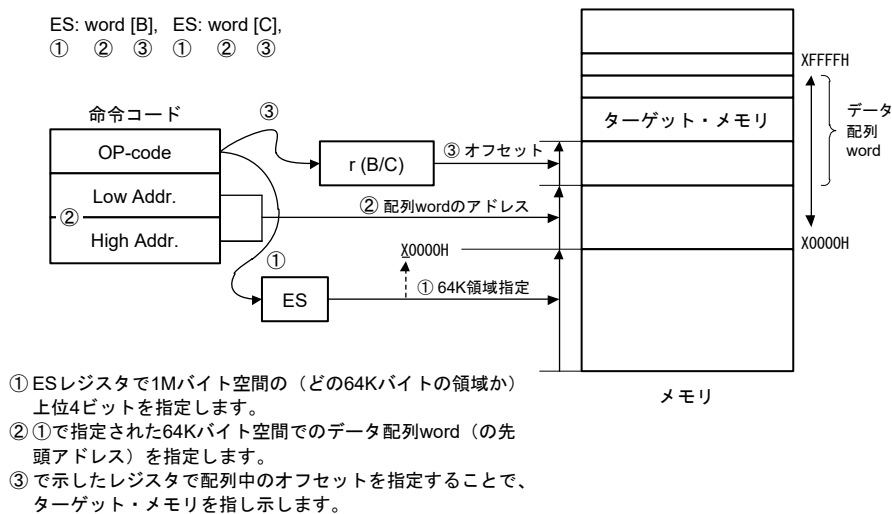 ES: word [B],  ES: word [C],
①  ②  ③  ①  ②  ③
命令コード
OP-code
Low Addr.
②
High Addr.
③
r (B/C)
③ オフセット
② 配列wordのアドレス
①
X0000H
ES
① 64K領域指定
XFFFFH
ターゲット・メモリ
データ
配列
word
X0000H
メモリ
① ESレジスタで1Mバイト空間の（どの64Kバイトの領域か）
上位4ビットを指定します。
② ①で指定された64Kバイト空間でのデータ配列word（の先
頭アドレス）を指定します。
③ で示したレジスタで配列中のオフセットを指定することで、
ターゲット・メモリを指し示します。